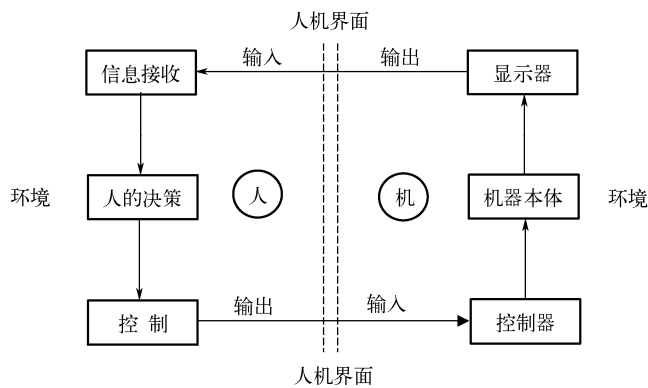 人机界面
输入
输出
信息接收
显示器
环境
人的决策
人
机
机器本体
环境
输出
输入
控 制
控制器
人机界面